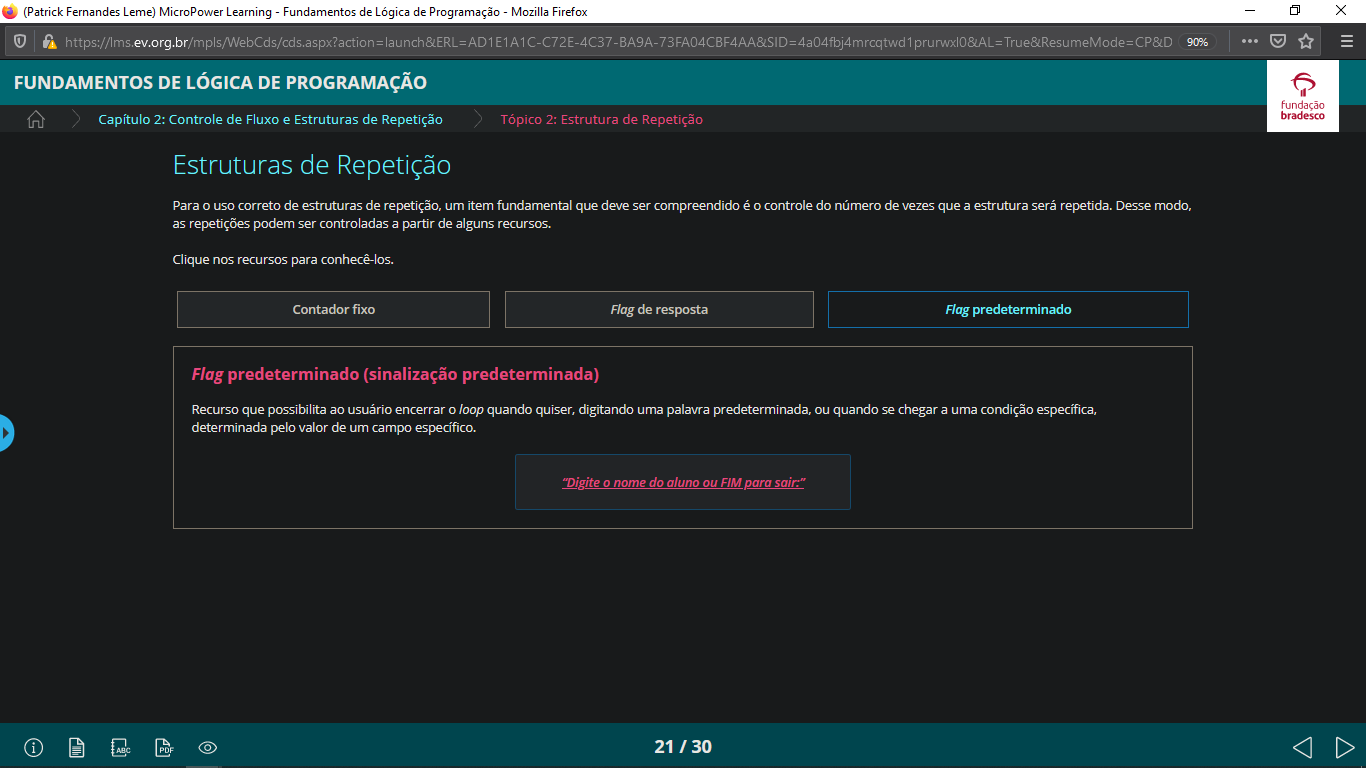 (Patrick Fernandes Leme) MicroPower Learning - Fundamentos de Lógica de Programação - Mozilla Firefox
https://lms.ev.org.br/mpls/WebCds/cds.aspx?action=launch&ERL=AD1E1A1C-C72E-4C37-BA9A-73FA04CBF4AA&SID=4a04fbj4mrcqtwd1prurwxl0&AL=True&ResumeMode=CP&D 90%
FUNDAMENTOS DE LÓGICA DE PROGRAMAÇÃO
fundação
bradesco
Capítulo 2: Controle de Fluxo e Estruturas de Repetição Tópico 2: Estrutura de Repetição
Estruturas de Repetição
Para o uso correto de estruturas de repetição, um item fundamental que deve ser compreendido é o controle do número de vezes que a estrutura será repetida. Desse modo,
as repetições podem ser controladas a partir de alguns recursos.
Clique nos recursos para conhecê-los.
Contador fixo Flag de resposta Flag predeterminado
Flag predeterminado (sinalização predeterminada)
Recurso que possibilita ao usuário encerrar o loop quando quiser, digitando uma palavra predeterminada, ou quando se chegar a uma condição específica,
determinada pelo valor de um campo específico.
“Digite o nome do aluno ou FIM para sair:”
ABC PDF 21 / 30